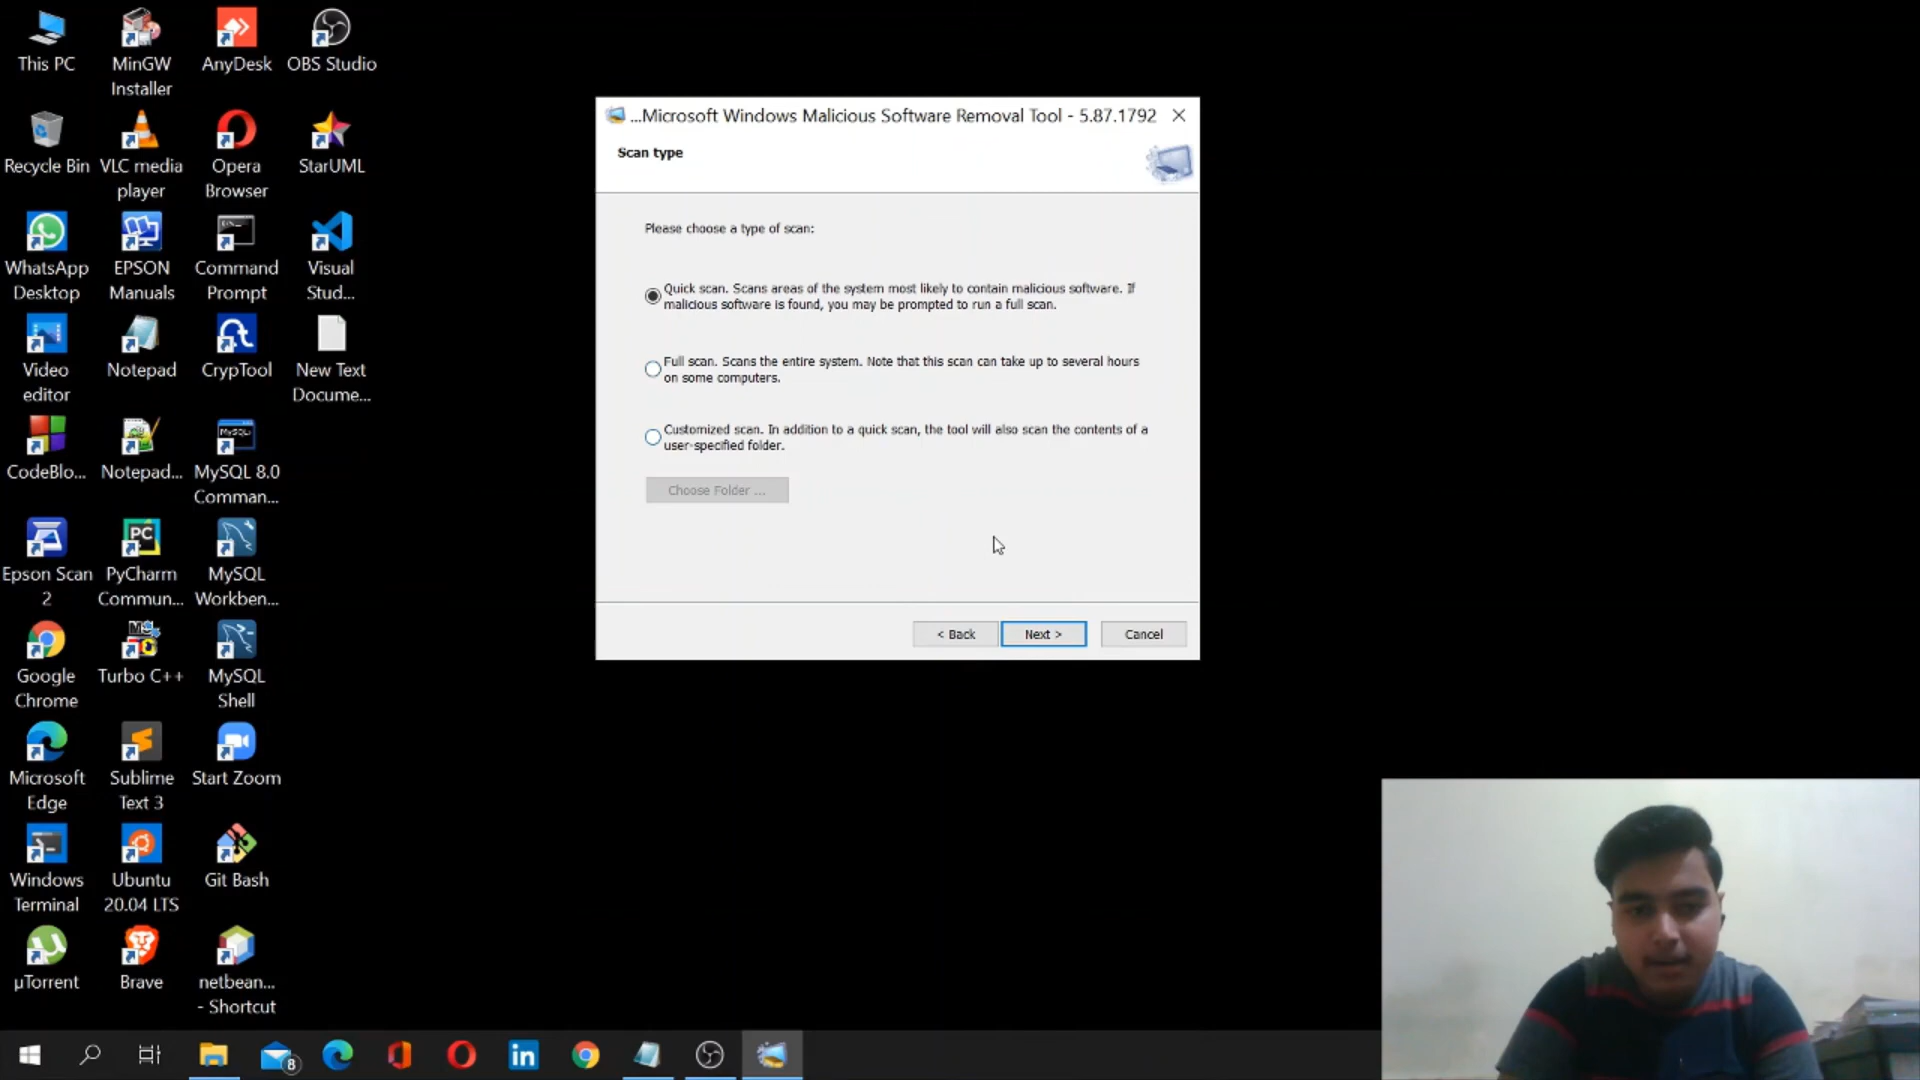 This PC
MinGW
Installer
AnyDesk
OBS Studio
Recycle Bin
VLC media
player
Opera
Browser
StarUML
WhatsApp
Desktop
EPSON
Manuals
Command
Prompt
Visual
Stud...
Video
editor
Notepad
CrypTool
New Text
Docume...
CodeBlo...
Notepad...
MySQL 8.0
Comman...
Epson Scan
2
PyCharm
Commun...
MySQL
Workben...
Google
Chrome
Turbo C++
MySQL
Shell
Microsoft
Edge
Sublime
Text 3
Start Zoom
Windows
Terminal
Ubuntu
20.04 LTS
Git Bash
µTorrent
Brave
netbean...
- Shortcut
...Microsoft Windows Malicious Software Removal Tool - 5.87.1792
Scan type
Please choose a type of scan:
Quick scan. Scans areas of the system most likely to contain malicious software. If
malicious software is found, you may be prompted to run a full scan.
Full scan. Scans the entire system. Note that this scan can take up to several hours
on some computers.
Customized scan. In addition to a quick scan, the tool will also scan the contents of a
user-specified folder.
Choose Folder ...
< Back
Next >
Cancel
8
in